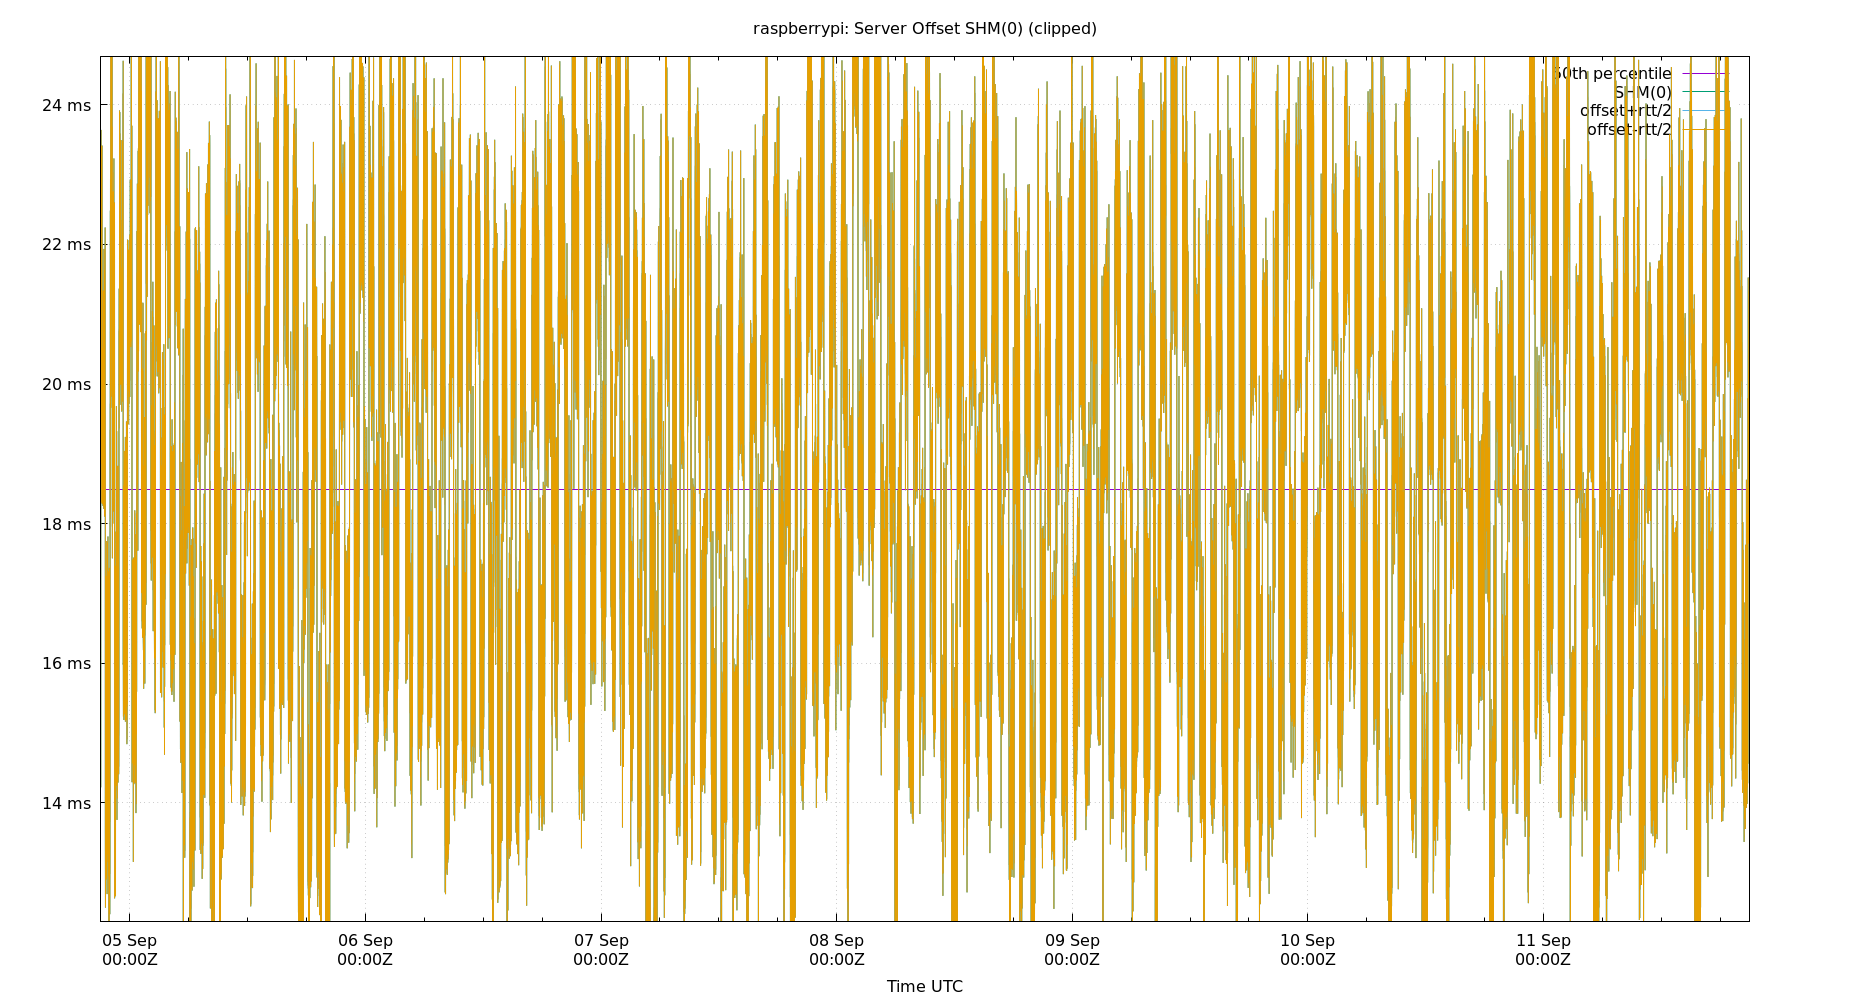 raspberrypi: Server Offset SHM(0) (clipped)
50th percentile
SHM(0)
offset+rtt/2
offset-rtt/2
24 ms
22 ms
20 ms
18 ms
16 ms
14 ms
05 Sep 06 Sep 07 Sep 08 Sep 09 Sep 10 Sep 11 Sep
00:00Z 00:00Z 00:00Z 00:00Z 00:00Z 00:00Z 00:00Z
Time UTC